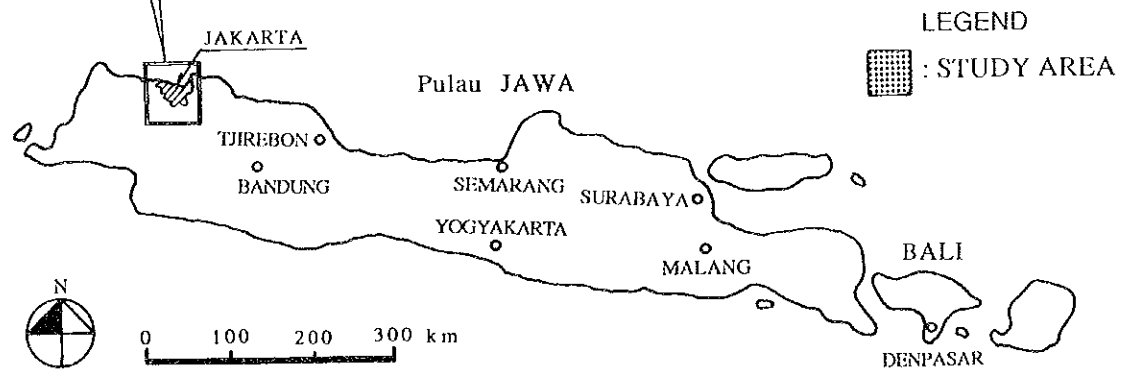 LEGEND
: STUDY AREA
JAKARTA
Pulau JAWA
TJIREBON
BANDUNG
SEMARANG
SURABAYA
YOGYAKARTA
MALANG
BALI
DENPASAR
N
0 100 200 300 km